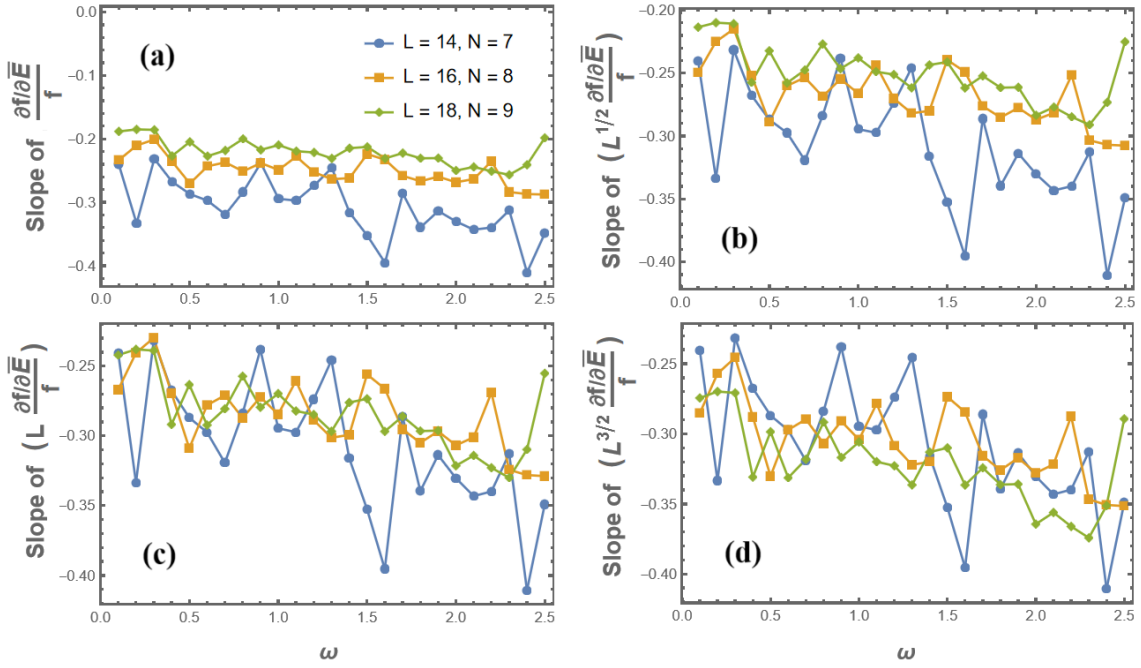 (a)
L = 14, N = 7
L = 16, N = 8
L = 18, N = 9
Slope of ∂f/∂E̅ / f
0.0
−0.1
−0.2
−0.3
−0.4
0.0 0.5 1.0 1.5 2.0 2.5
(b)
Slope of (L^{1/2} ∂f/∂E̅ / f)
−0.20
−0.25
−0.30
−0.35
−0.40
0.0 0.5 1.0 1.5 2.0 2.5
(c)
Slope of (L ∂f/∂E̅ / f)
−0.25
−0.30
−0.35
−0.40
0.0 0.5 1.0 1.5 2.0 2.5
ω
(d)
Slope of (L^{3/2} ∂f/∂E̅ / f)
−0.25
−0.30
−0.35
−0.40
0.0 0.5 1.0 1.5 2.0 2.5
ω